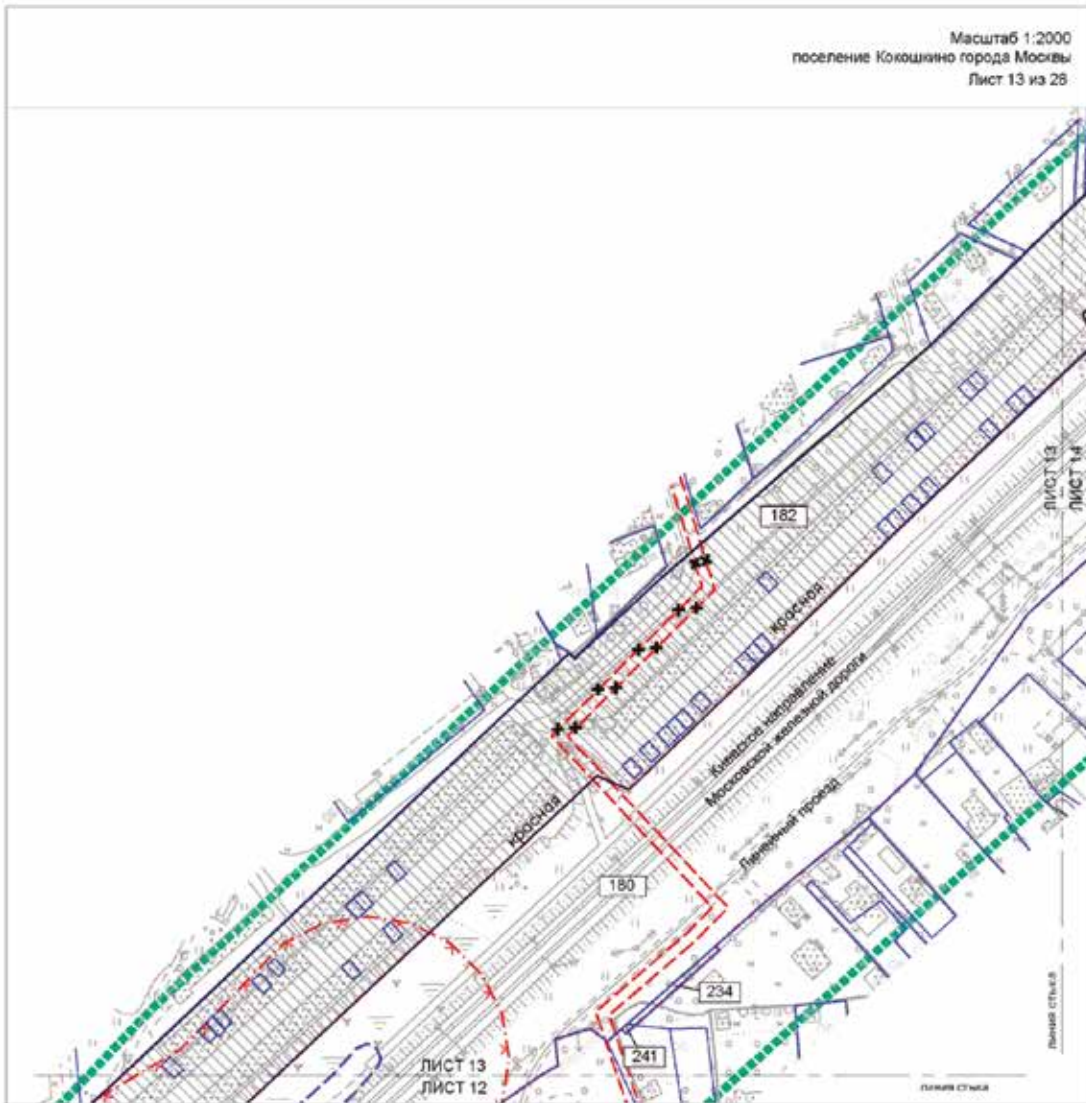 Масштаб 1:2000
поселение Кокошкино города Москвы
Лист 13 из 28
ЛИСТ 13
ЛИСТ 14
182
красная
Киевское направление
Московской железной дороги
красная
Линейный проезд
180
234
241
ЛИСТ 13
ЛИСТ 12
линия стыка
линия стыка